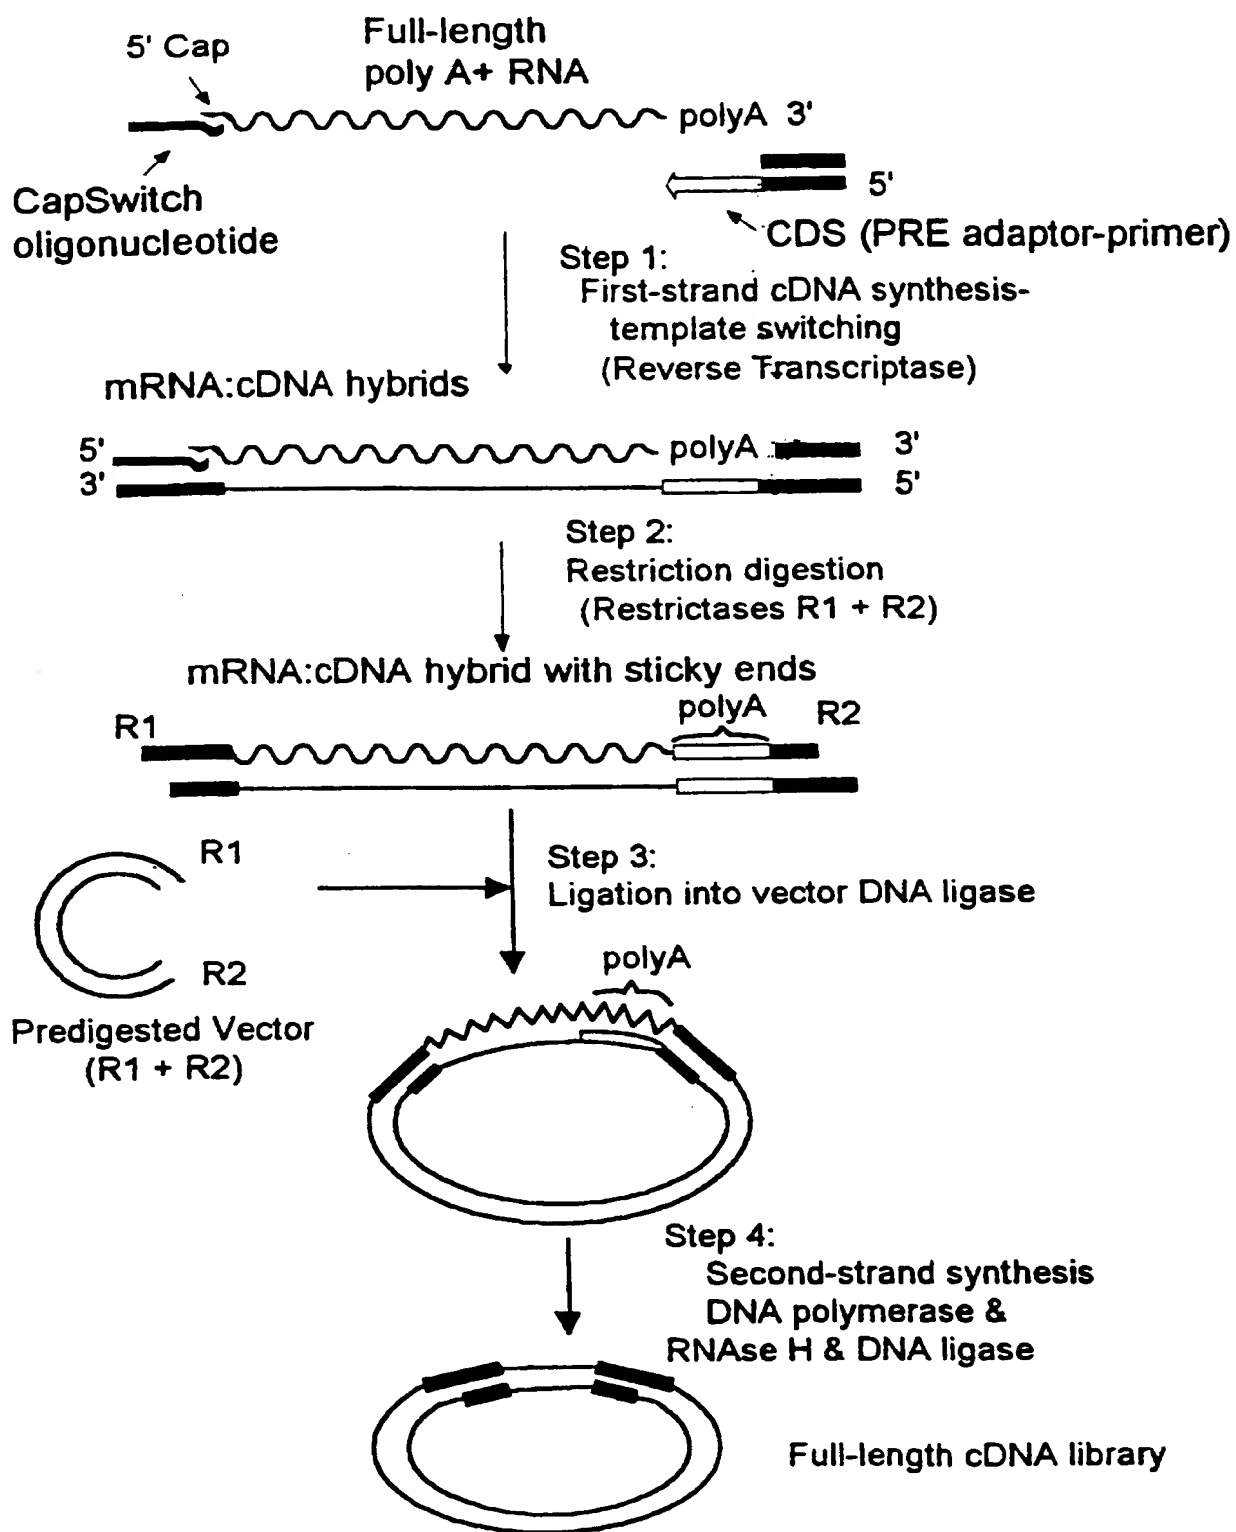 Full-length
poly A+ RNA
5' Cap
polyA 3'
5'
CapSwitch
oligonucleotide
CDS (PRE adaptor-primer)
Step 1:
First-strand cDNA synthesis-
template switching
(Reverse Transcriptase)
mRNA:cDNA hybrids
5'
polyA
3'
3'
5'
Step 2:
Restriction digestion
(Restrictases R1 + R2)
mRNA:cDNA hybrid with sticky ends
R1
polyA
R2
R1
Step 3:
Ligation into vector DNA ligase
R2
polyA
Predigested Vector
(R1 + R2)
Step 4:
Second-strand synthesis
DNA polymerase &
RNAse H & DNA ligase
Full-length cDNA library